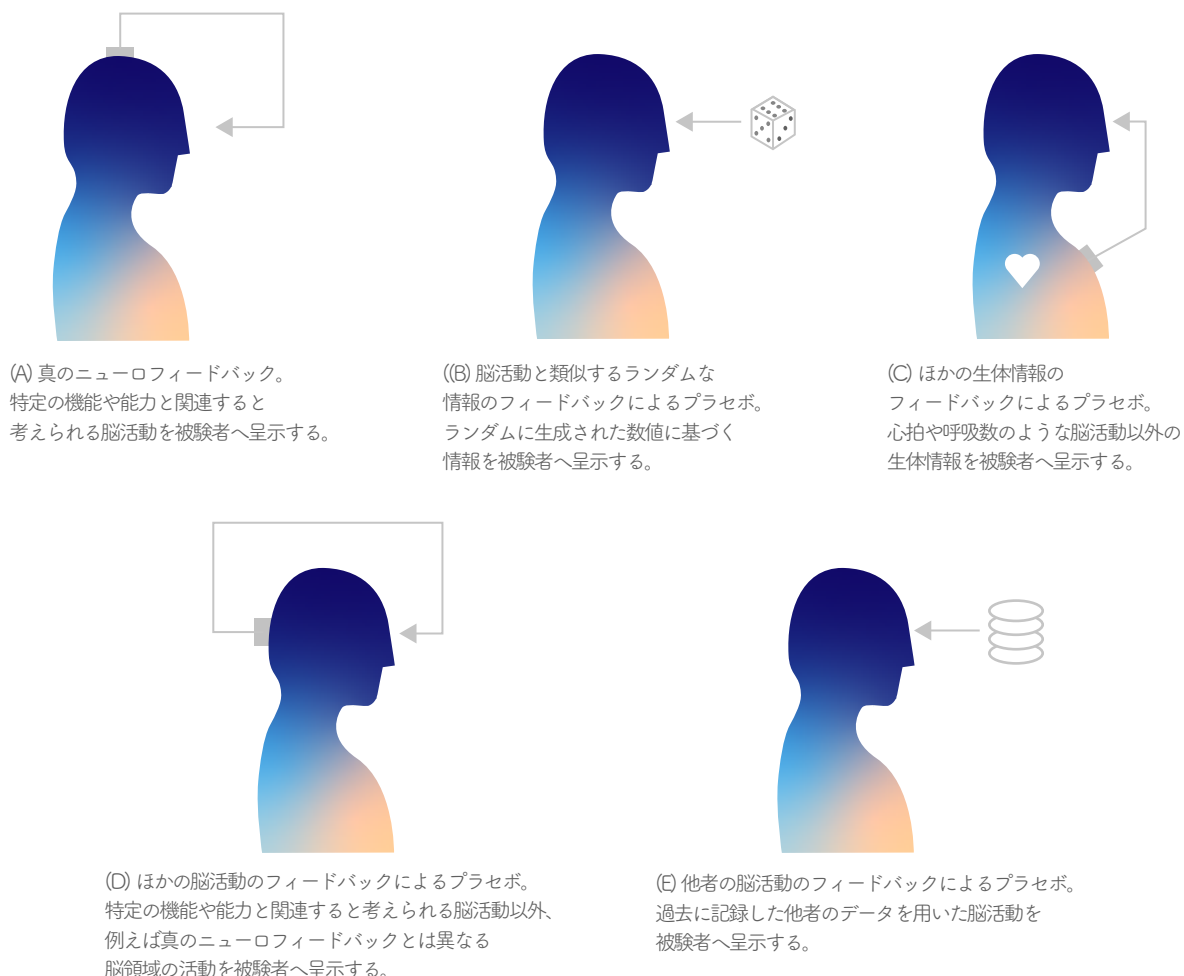 (A) 真のニューロフィードバック。
特定の機能や能力と関連すると
考えられる脳活動を被験者へ呈示する。
((B) 脳活動と類似するランダムな
情報のフィードバックによるプラセボ。
ランダムに生成された数値に基づく
情報を被験者へ呈示する。
(C) ほかの生体情報の
フィードバックによるプラセボ。
心拍や呼吸数のような脳活動以外の
生体情報を被験者へ呈示する。
(D) ほかの脳活動のフィードバックによるプラセボ。
特定の機能や能力と関連すると考えられる脳活動以外、
例えば真のニューロフィードバックとは異なる
脳領域の活動を被験者へ呈示する。
(E) 他者の脳活動のフィードバックによるプラセボ。
過去に記録した他者のデータを用いた脳活動を
被験者へ呈示する。